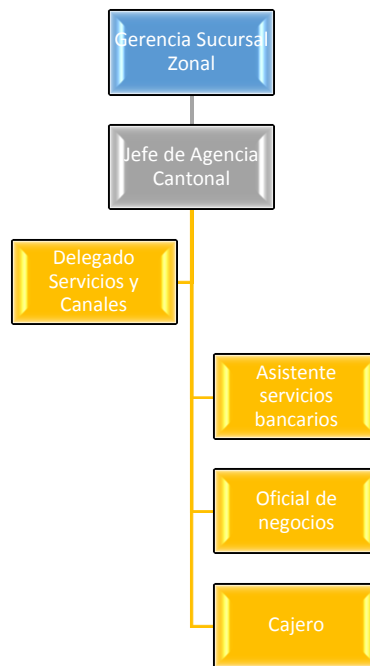 Gerencia Sucursal
Zonal
Jefe de Agencia
Cantonal
Delegado
Servicios y
Canales
Asistente
servicios
bancarios
Oficial de
negocios
Cajero